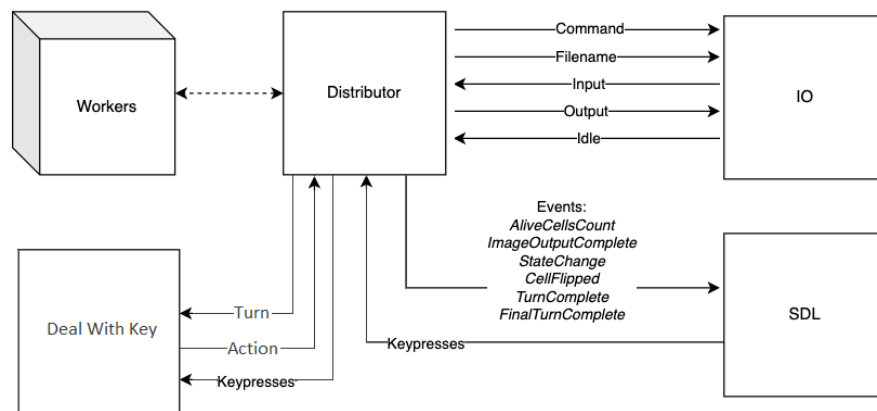 Workers
Distributor
Command
Filename
Input
Output
Idle
IO
Events:
AliveCellsCount
ImageOutputComplete
StateChange
CellFlipped
TurnComplete
FinalTurnComplete
SDL
Deal With Key
Turn
Action
Keypresses
Keypresses